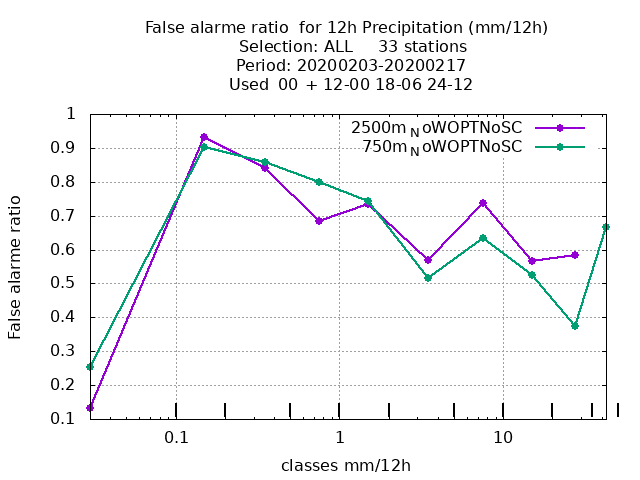 False alarme ratio  for 12h Precipitation (mm/12h)
Selection: ALL     33 stations
Period: 20200203-20200217
Used  00 + 12-00 18-06 24-12
2500m_NoWOPTNoSC
750m_NoWOPTNoSC
1
0.9
0.8
0.7
0.6
0.5
0.4
0.3
0.2
0.1
False alarme ratio
0.1 1 10
classes mm/12h